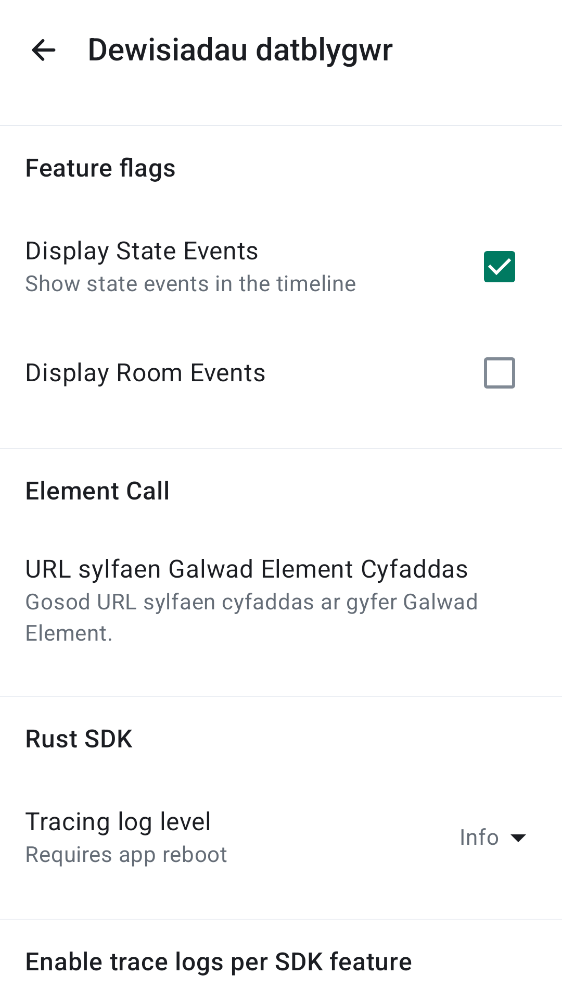 Dewisiadau datblygwr
Feature flags
Display State Events
Show state events in the timeline
Display Room Events
Element Call
URL sylfaen Galwad Element Cyfaddas
Gosod URL sylfaen cyfaddas ar gyfer Galwad
Element.
Rust SDK
Tracing log level
Requires app reboot
Info
Enable trace logs per SDK feature